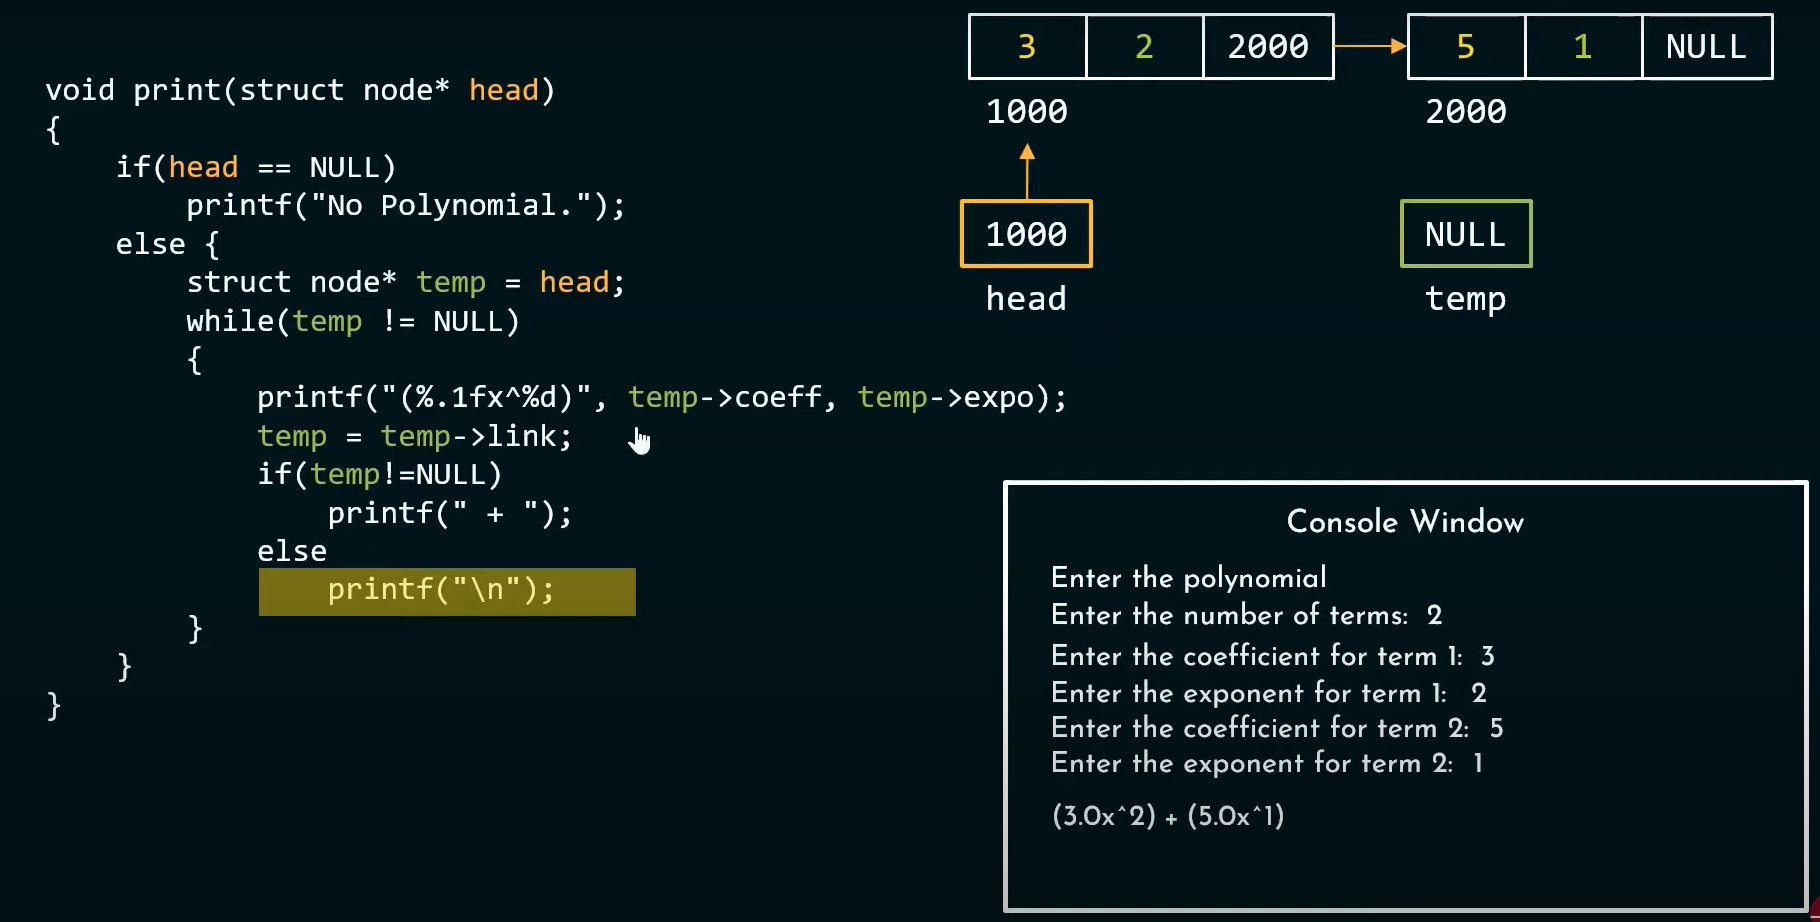 void print(struct node* head)
{
    if(head == NULL)
        printf("No Polynomial.");
    else {
        struct node* temp = head;
        while(temp != NULL)
        {
            printf("(%.1fx^%d)", temp->coeff, temp->expo);
            temp = temp->link;
            if(temp!=NULL)
                printf(" + ");
            else
                printf("\n");
        }
    }
}
3 2 2000 5 1 NULL
1000 2000
1000 NULL
head temp
Console Window
Enter the polynomial
Enter the number of terms: 2
Enter the coefficient for term 1: 3
Enter the exponent for term 1: 2
Enter the coefficient for term 2: 5
Enter the exponent for term 2: 1
(3.0x^2) + (5.0x^1)